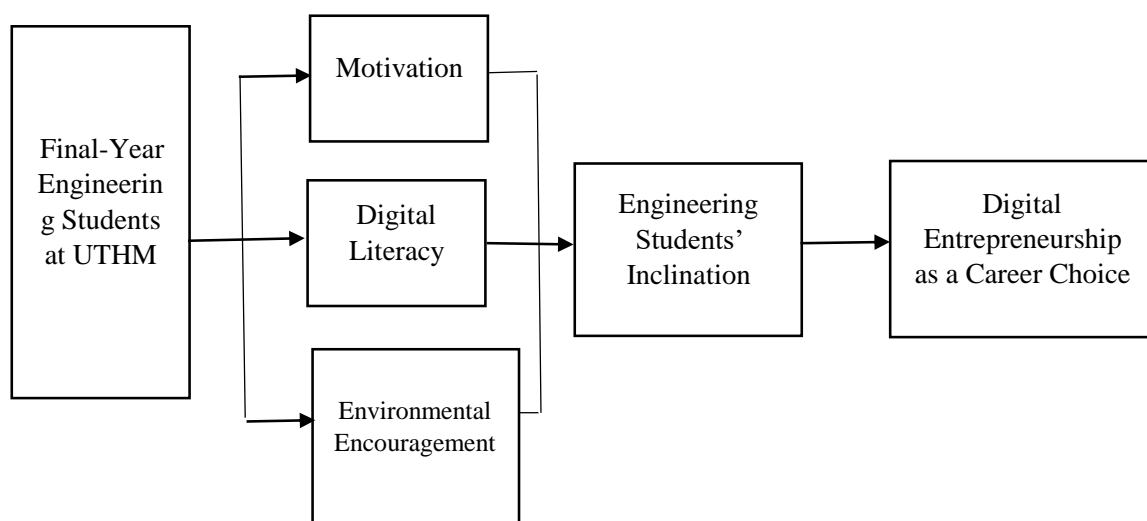 Final-Year
Engineerin
g Students
at UTHM
Motivation
Digital
Literacy
Environmental
Encouragement
Engineering
Students’
Inclination
Digital
Entrepreneurship
as a Career Choice